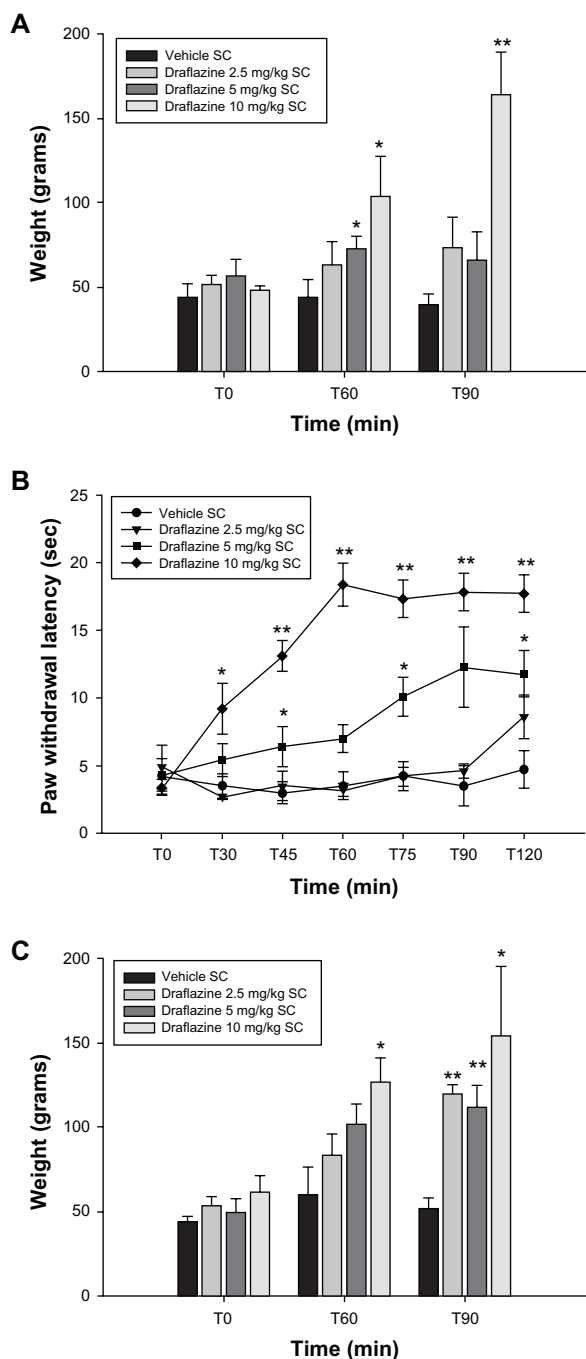 A
Weight (grams)
200
150
100
50
0
Vehicle SC
Draflazine 2.5 mg/kg SC
Draflazine 5 mg/kg SC
Draflazine 10 mg/kg SC
*
*
**
T0 T60 T90
Time (min)
B
Paw withdrawal latency (sec)
25
20
15
10
5
0
Vehicle SC
Draflazine 2.5 mg/kg SC
Draflazine 5 mg/kg SC
Draflazine 10 mg/kg SC
** ** ** **
**
*
* * *
T0 T30 T45 T60 T75 T90 T120
Time (min)
C
Weight (grams)
200
150
100
50
0
Vehicle SC
Draflazine 2.5 mg/kg SC
Draflazine 5 mg/kg SC
Draflazine 10 mg/kg SC
*
** ** *
T0 T60 T90
Time (min)